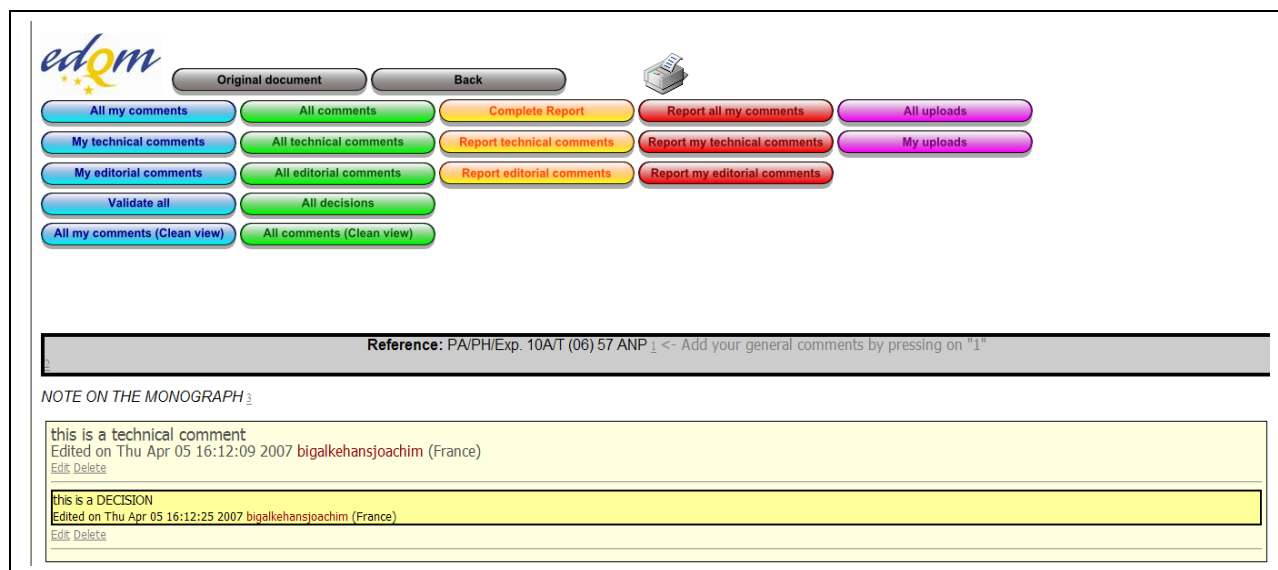 edQm
Original document Back
All my comments All comments Complete Report Report all my comments All uploads
My technical comments All technical comments Report technical comments Report my technical comments My uploads
My editorial comments All editorial comments Report editorial comments Report my editorial comments
Validate all All decisions
All my comments (Clean view) All comments (Clean view)
Reference: PA/PH/Exp. 10A/T (06) 57 ANP 1 <- Add your general comments by pressing on "1"
2
NOTE ON THE MONOGRAPH 3
this is a technical comment
Edited on Thu Apr 05 16:12:09 2007 bigalkehansjoachim (France)
Edit Delete
this is a DECISION
Edited on Thu Apr 05 16:12:25 2007 bigalkehansjoachim (France)
Edit Delete